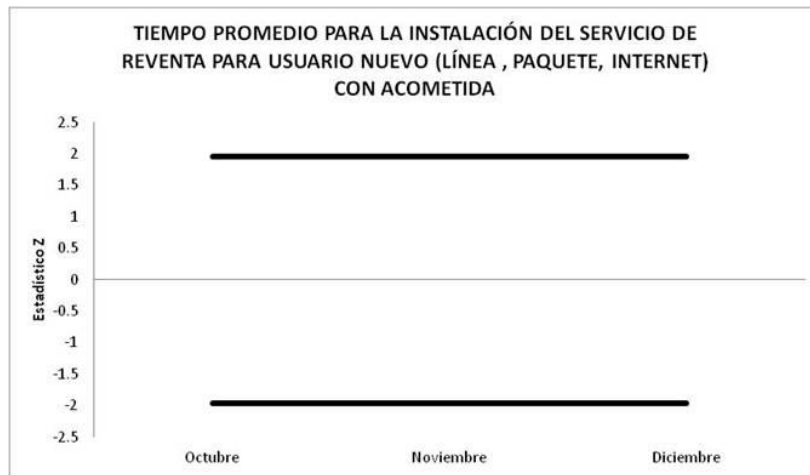 TIEMPO PROMEDIO PARA LA INSTALACIÓN DEL SERVICIO DE
REVENTA PARA USUARIO NUEVO (LÍNEA , PAQUETE, INTERNET)
CON ACOMETIDA
Estadístico Z
2.5
2
1.5
1
0.5
0
-0.5
-1
-1.5
-2
-2.5
Octubre Noviembre Diciembre